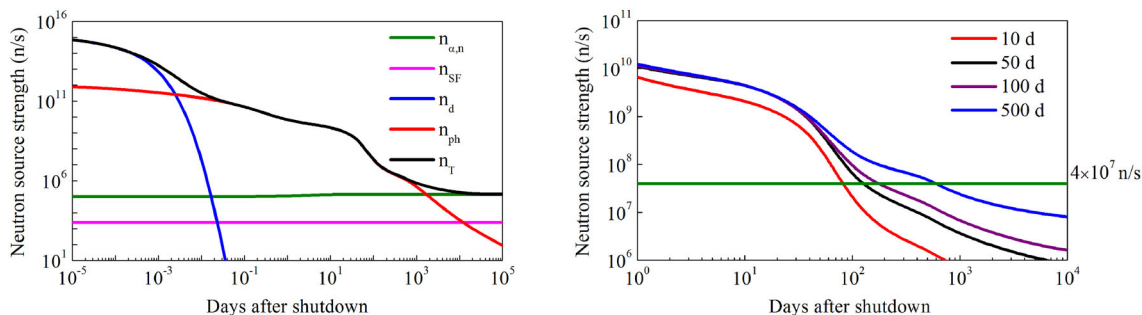 Neutron source strength (n/s)
10^16
10^11
10^6
10^1
n_α,n
n_SF
n_d
n_ph
n_T
10^-5 10^-3 10^-1 10^1 10^3 10^5
Days after shutdown
Neutron source strength (n/s)
10^11
10^10
10^9
10^8
10^7
10^6
10 d
50 d
100 d
500 d
4×10^7 n/s
10^0 10^1 10^2 10^3 10^4
Days after shutdown